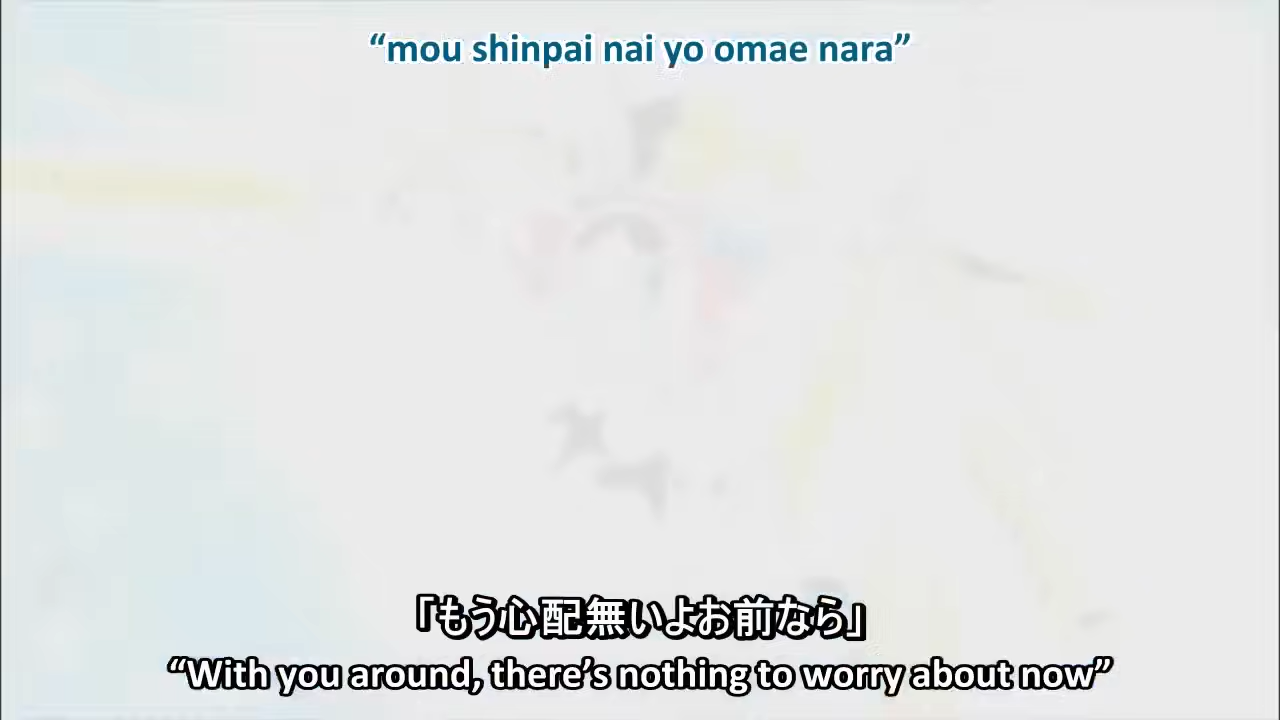 “mou shinpai nai yo omae nara”
「もう心配無いよお前なら」
“With you around, there’s nothing to worry about now”